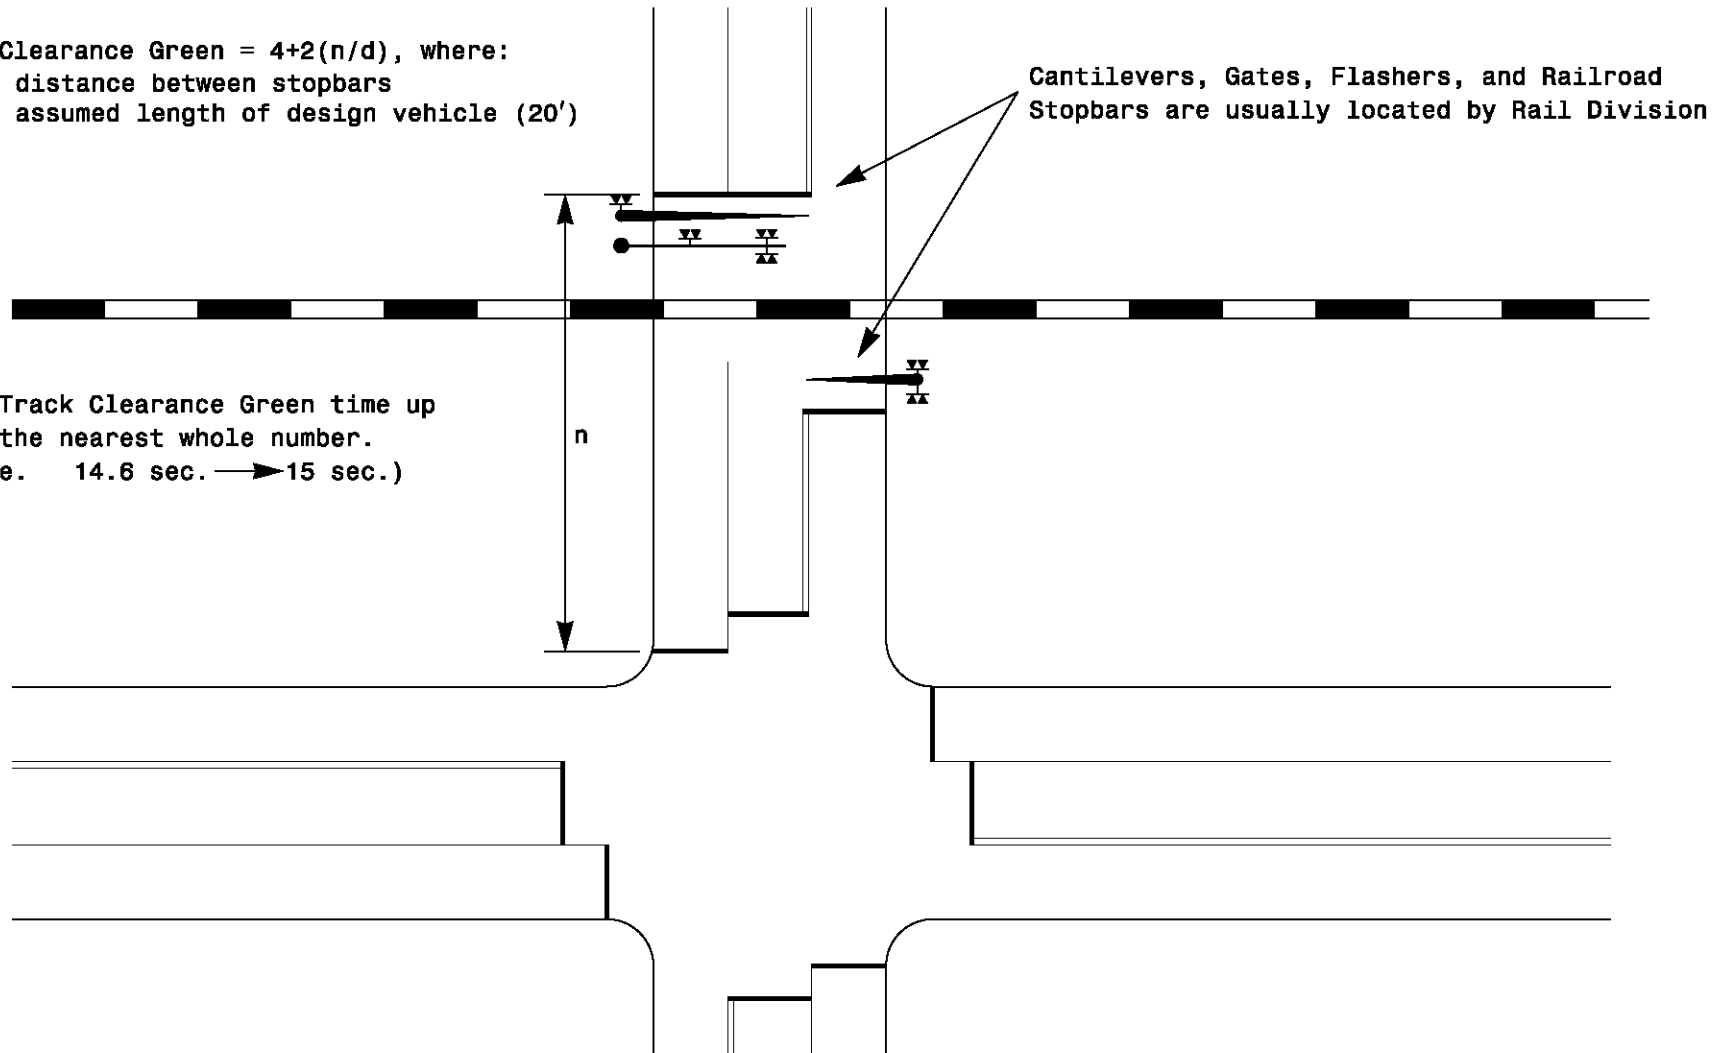 Clearance Green = 4+2(n/d), where:
distance between stopbars
assumed length of design vehicle (20')
Cantilevers, Gates, Flashers, and Railroad
Stopbars are usually located by Rail Division
Track Clearance Green time up
the nearest whole number.
e. 14.6 sec. 15 sec.)
n